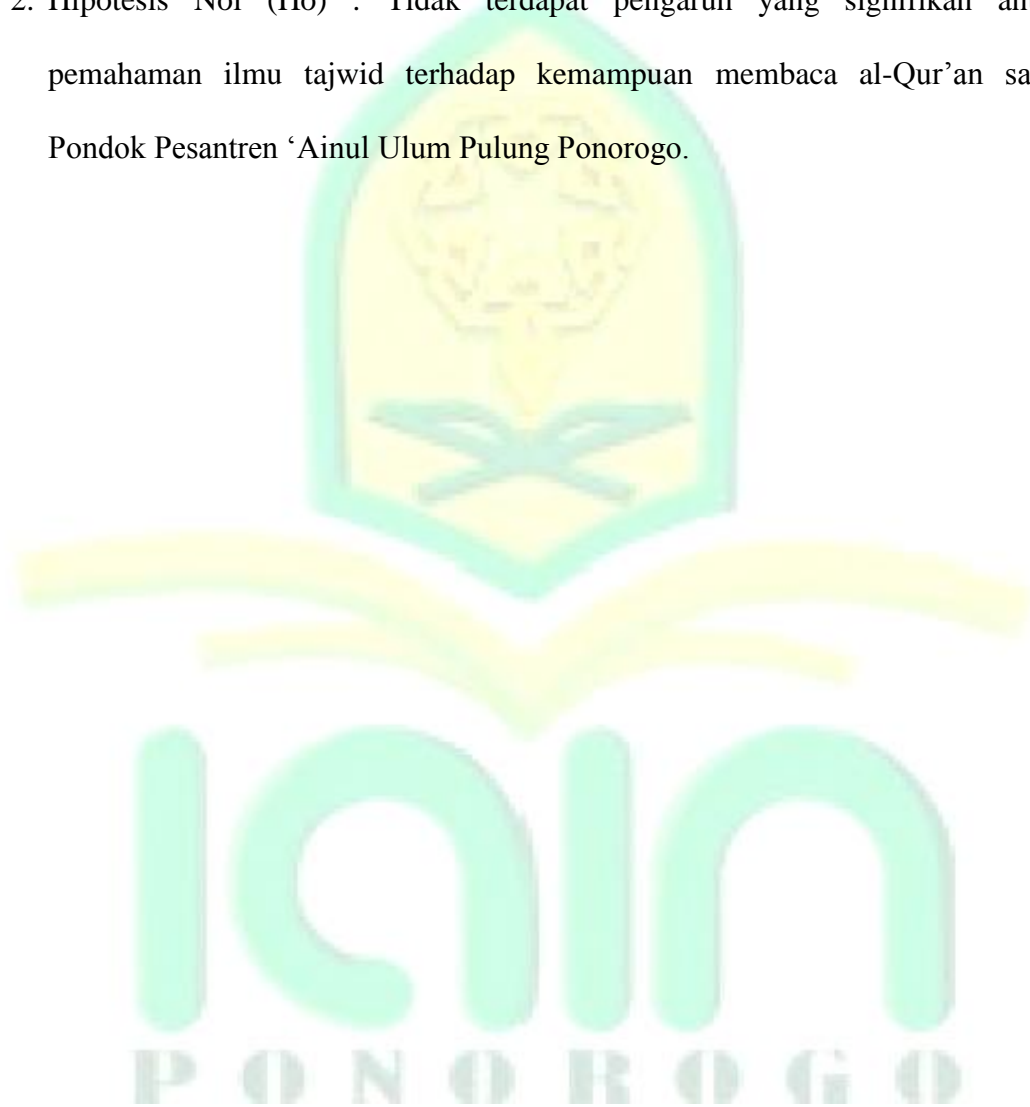 2. Hipotesis Nol (Ho) : Tidak terdapat pengaruh yang signifikan
pemahaman ilmu tajwid terhadap kemampuan membaca al-Qur’an
Pondok Pesantren ‘Ainul Ulum Pulung Ponorogo.
iain
PONOROGO